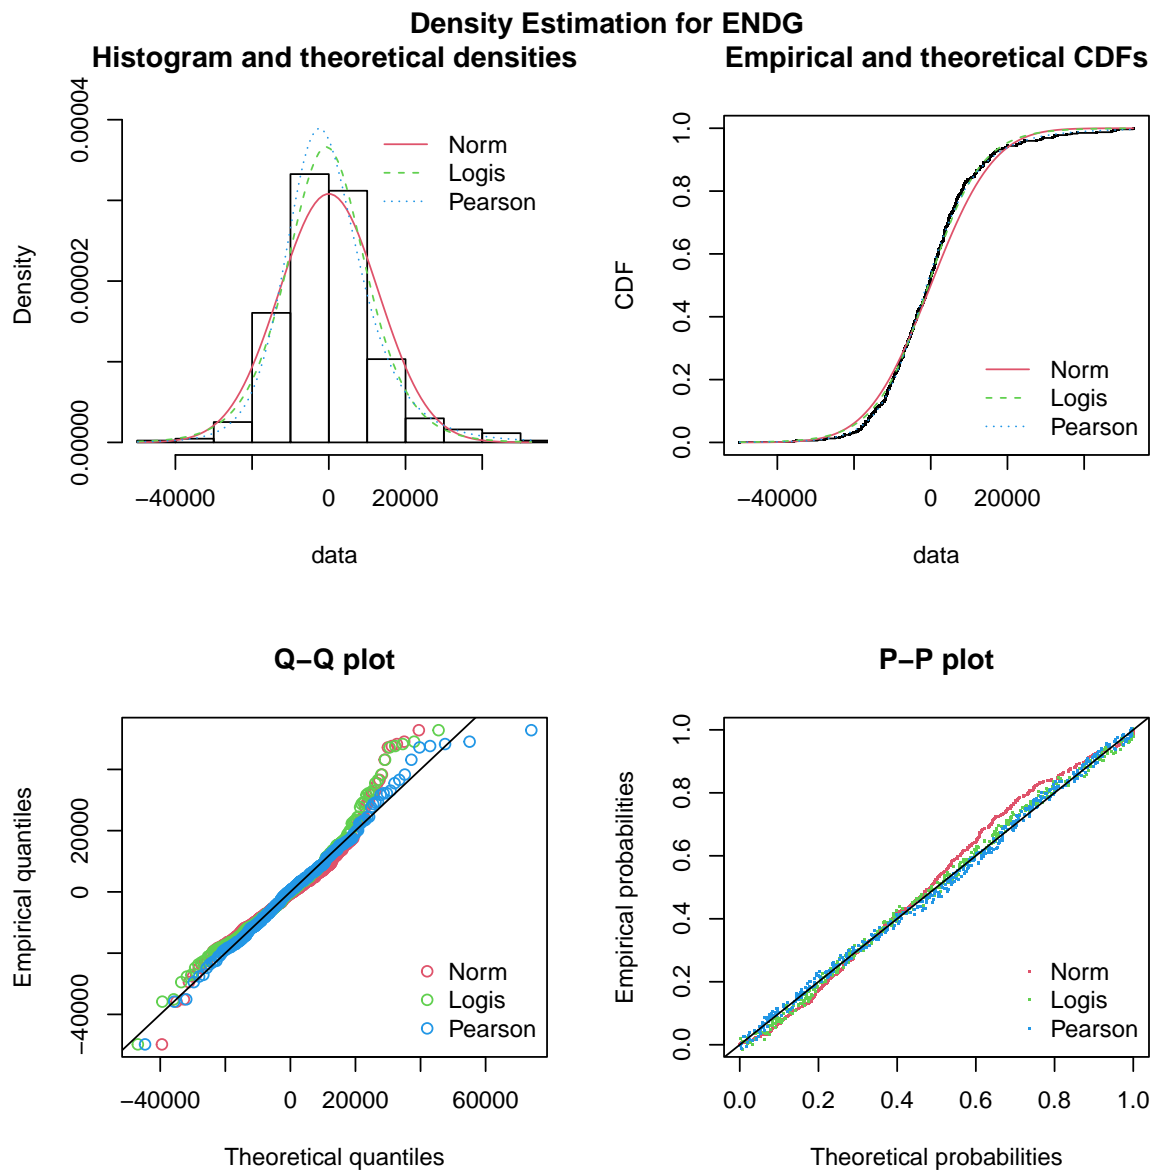 Density Estimation for ENDG
Histogram and theoretical densities
Density
0.00000
0.00002
0.00004
Norm
Logis
Pearson
−40000
0
20000
data
Empirical and theoretical CDFs
CDF
0.0
0.2
0.4
0.6
0.8
1.0
Norm
Logis
Pearson
−40000
0
20000
data
Q−Q plot
Empirical quantiles
−40000
0
20000
Norm
Logis
Pearson
−40000
0
20000
60000
Theoretical quantiles
P−P plot
Empirical probabilities
0.0
0.2
0.4
0.6
0.8
1.0
Norm
Logis
Pearson
0.0
0.2
0.4
0.6
0.8
1.0
Theoretical probabilities